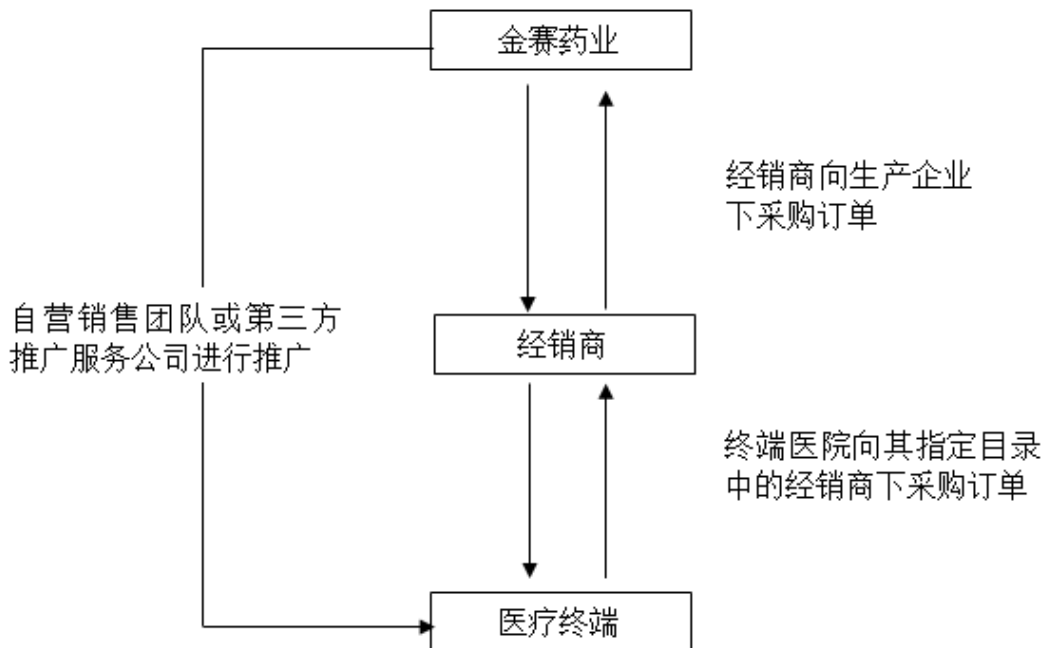 金赛药业
经销商向生产企业
下采购订单
自营销售团队或第三方
推广服务公司进行推广
经销商
终端医院向其指定目录
中的经销商下采购订单
医疗终端